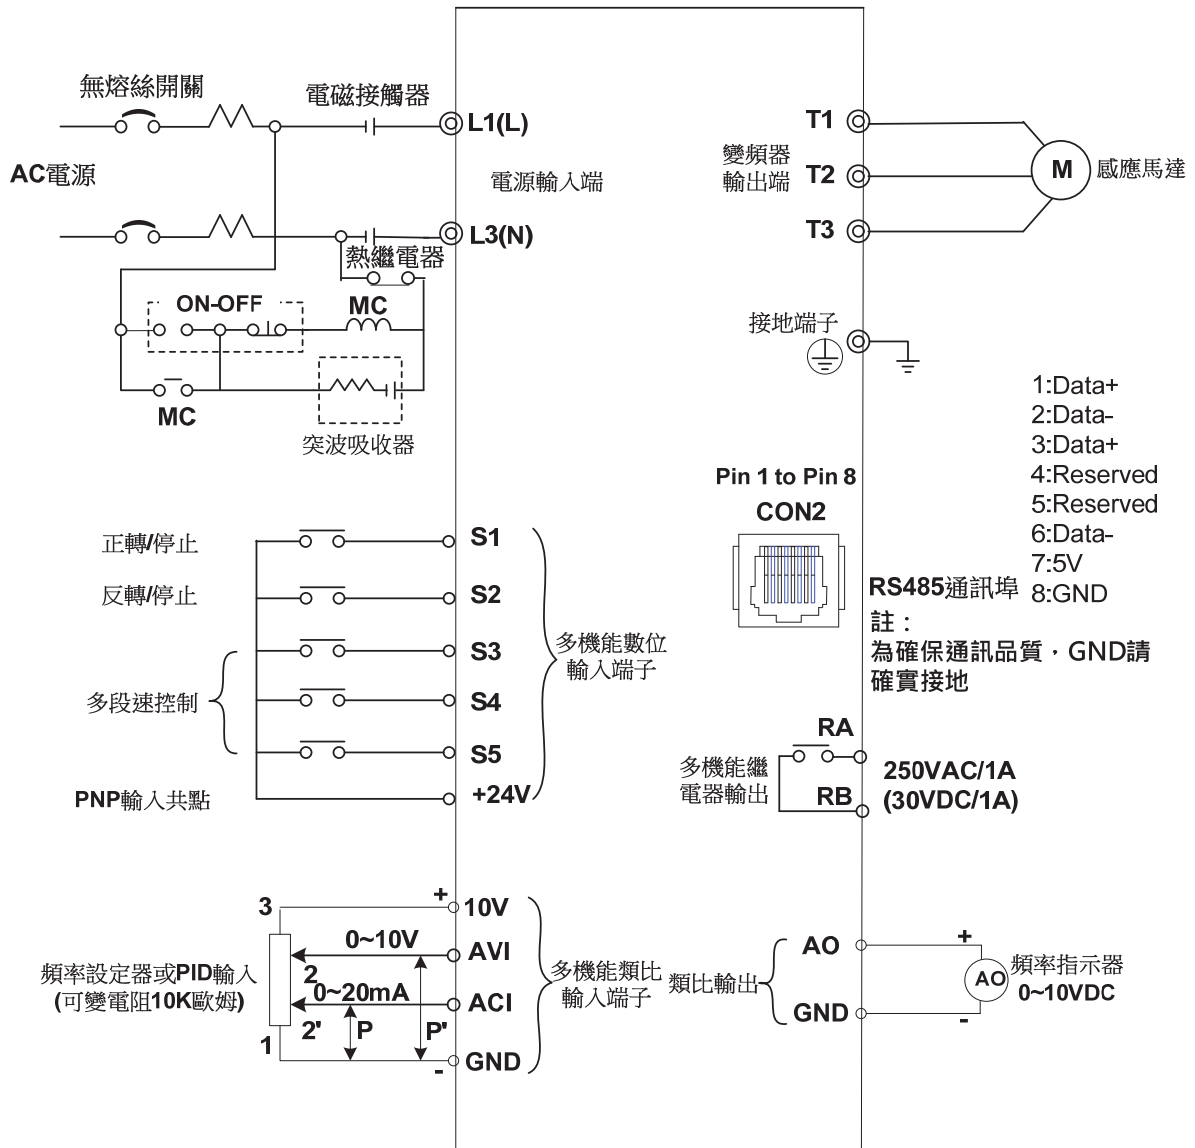 無熔絲開關
電磁接觸器
L1(L)
T1
AC電源
電源輸入端
變頻器
輸出端
T2
M
感應馬達
L3(N)
T3
熱繼電器
ON-OFF
MC
接地端子
MC
突波吸收器
1:Data+
2:Data-
3:Data+
4:Reserved
5:Reserved
6:Data-
7:5V
8:GND
Pin 1 to Pin 8
CON2
RS485通訊埠
註：
為確保通訊品質，GND請
確實接地
正轉/停止
S1
反轉/停止
S2
S3
多機能數位
輸入端子
多段速控制
S4
S5
PNP輸入共點
+24V
RA
多機能繼
電器輸出
RB
250VAC/1A
(30VDC/1A)
3
+
10V
0~10V
AVI
頻率設定器或PID輸入
(可變電阻10K歐姆)
2
0~20mA
ACI
2'
P
P'
1
-
GND
多機能類比
輸入端子
類比輸出
AO
+
AO
頻率指示器
0~10VDC
GND
-